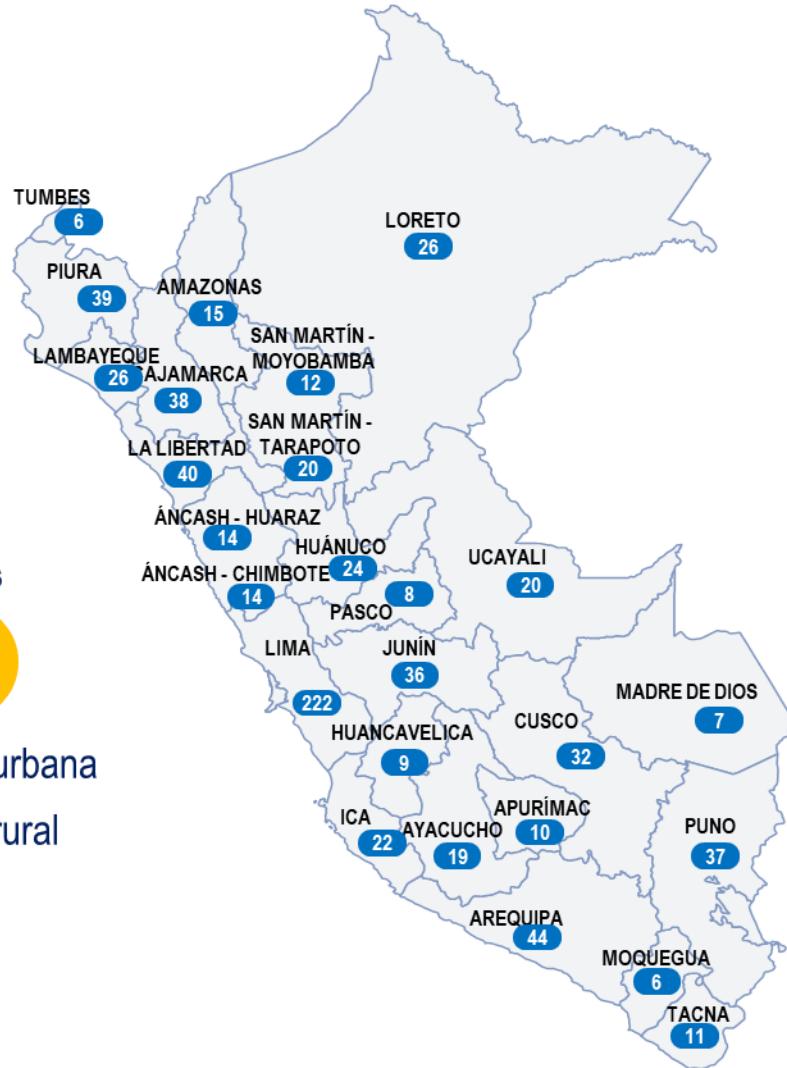 TUMBES
6
LORETO
26
PIURA
39
AMAZONAS
15
SAN MARTÍN -
MOYOBAMBA
12
LAMBAYEQUE
26
CAJAMARCA
38
SAN MARTÍN -
TARAPOTO
20
LA LIBERTAD
40
ÁNCASH - HUARAZ
14
HUÁNUCO
24
UCAYALI
20
ÁNCASH - CHIMBOTE
14
8
PASCO
LIMA
222
JUNÍN
36
MADRE DE DIOS
7
CUSCO
32
HUANCAVELICA
9
urbana
rural
ICA
22
AYACUCHO
19
APURÍMAC
10
PUNO
37
AREQUIPA
44
MOQUEGUA
6
TACNA
11